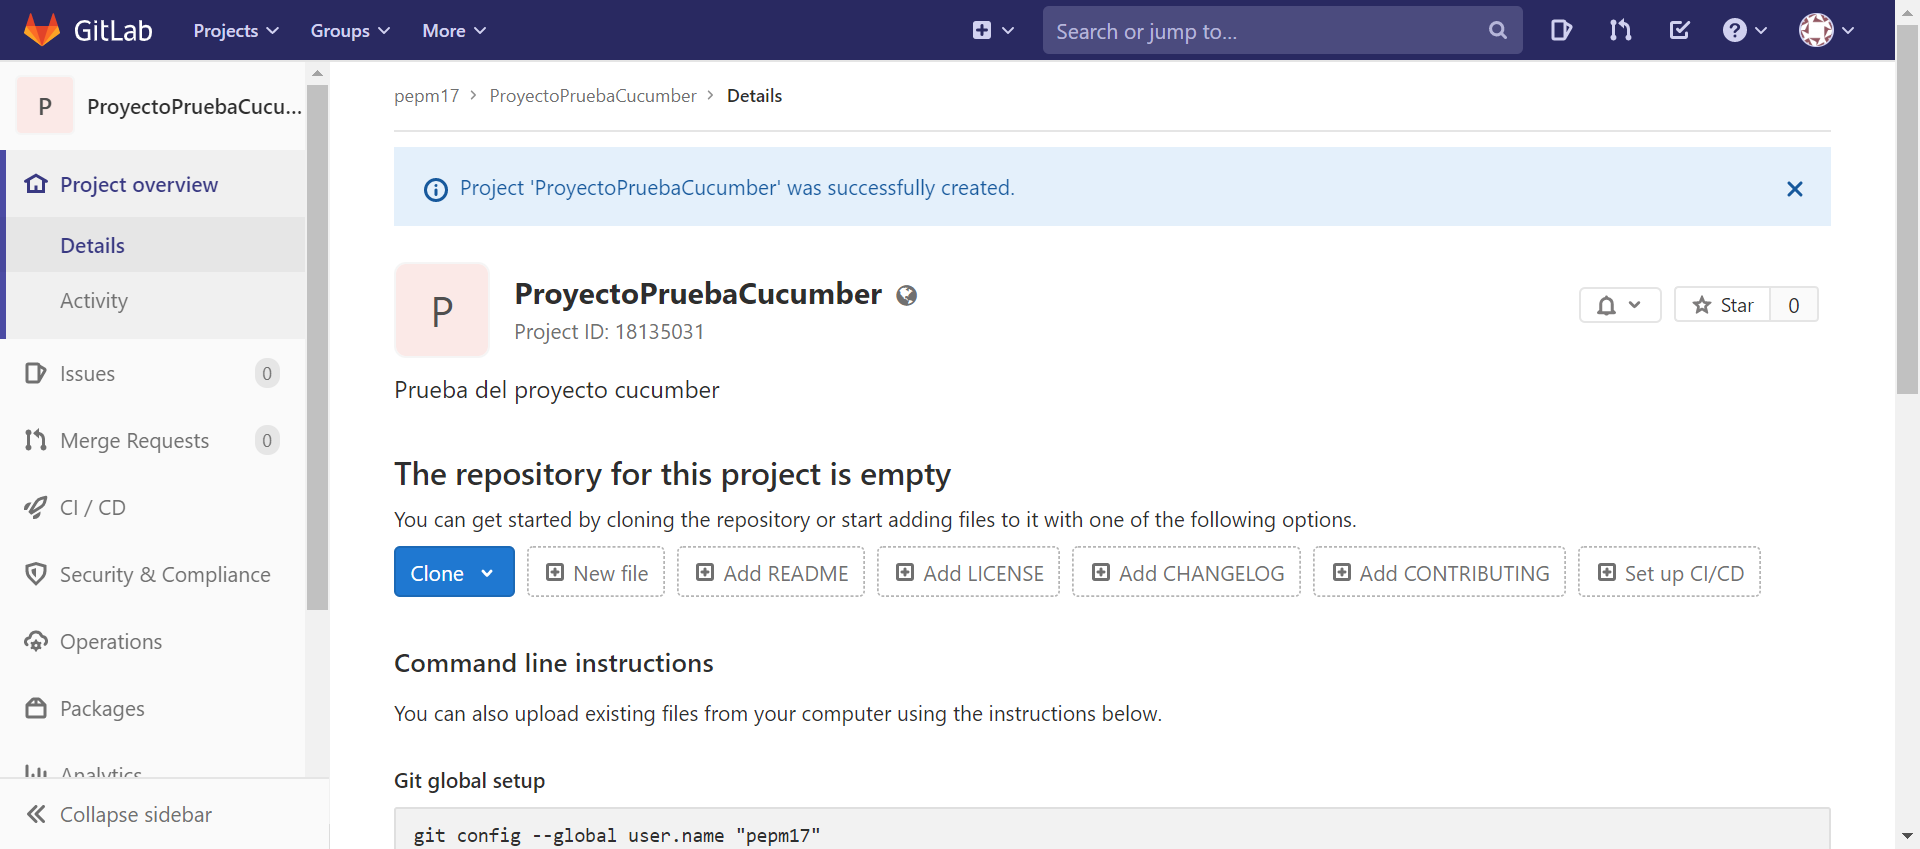 GitLab Projects Groups More Search or jump to...
P ProyectoPruebaCucu...
Project overview
Details
Activity
Issues 0
Merge Requests 0
CI / CD
Security & Compliance
Operations
Packages
Analytics
Collapse sidebar
pepm17 > ProyectoPruebaCucumber > Details
Project 'ProyectoPruebaCucumber' was successfully created.
P
ProyectoPruebaCucumber
Project ID: 18135031
Star 0
Prueba del proyecto cucumber
The repository for this project is empty
You can get started by cloning the repository or start adding files to it with one of the following options.
Clone New file Add README Add LICENSE Add CHANGELOG Add CONTRIBUTING Set up CI/CD
Command line instructions
You can also upload existing files from your computer using the instructions below.
Git global setup
git config --global user.name "pepm17"